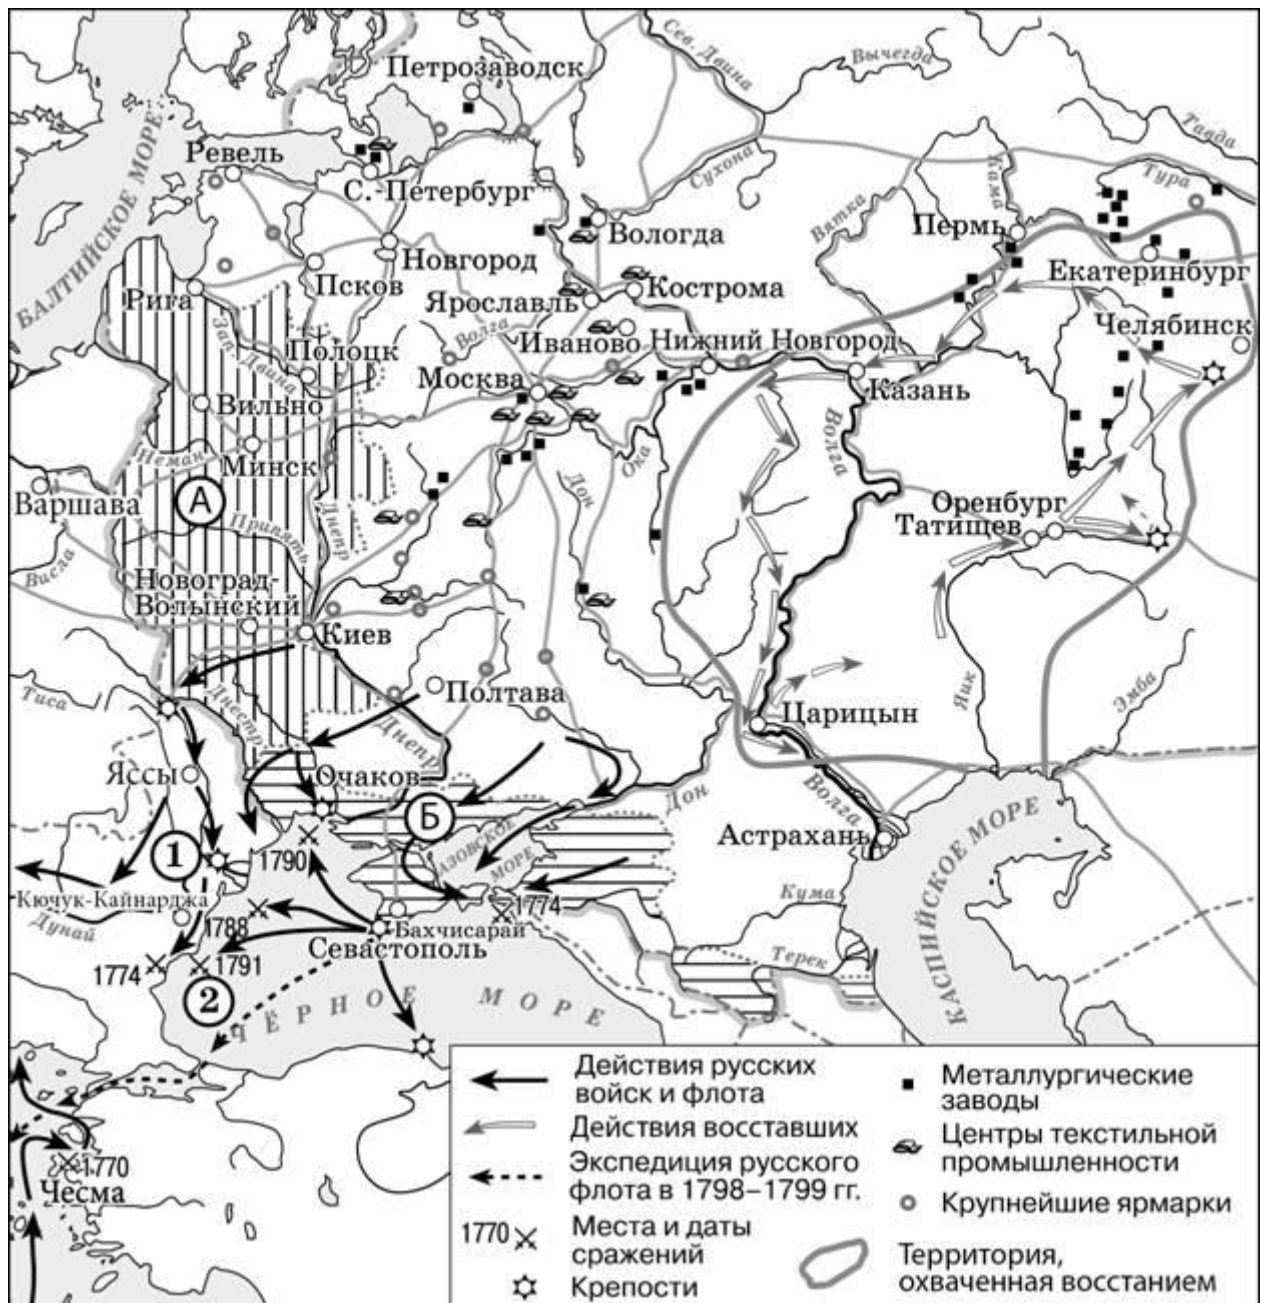 Петрозаводск
Сев. Двина
Вычегда
Тавда
БАЛТИЙСКОЕ МОРЕ
Ревель
С.-Петербург
Сухона
Кама
Тура
Вятка
Пермь
Вологда
Новгород
Псков
Рига
Екатеринбург
Кострома
Ярославль
Волга
Зап. Двина
Полоцк
Иваново
Нижний Новгород
Челябинск
Москва
Казань
Вильно
Неман
Минск
Ока
Волга
Дон
Варшава
А
Припять
Днепр
Оренбург
Татищев
Висла
Новоград-
Волынский
Киев
Полтава
Тиса
Днестр
Днепр
Яик
Эмба
Царицын
Яссы
Очаков
Б
Дон
Волга
АЗОВСКОЕ
МОРЕ
Астрахань
1
1790
КАСПИЙСКОЕ МОРЕ
Кючук-Кайнарджа
Дунай
1788
1774
Кума
Бахчисарай
Севастополь
1774
1791
Терек
2
ЧЁРНОЕ МОРЕ
1770
Чесма
Действия русских
войск и флота
Действия восставших
Экспедиция русского
флота в 1798–1799 гг.
1770
Места и даты
сражений
Крепости
Металлургические
заводы
Центры текстильной
промышленности
Крупнейшие ярмарки
Территория,
охваченная восстанием